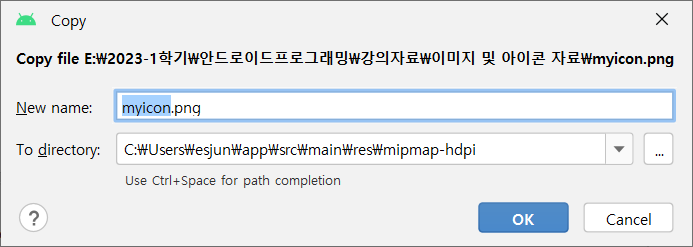 Copy
Copy file E:₩2023-1학기₩안드로이드프로그래밍₩강의자료₩이미지 및 아이콘 자료₩myicon.png
New name: myicon.png
To directory: C:₩Users₩esjun₩app₩src₩main₩res₩mipmap-hdpi ...
Use Ctrl+Space for path completion
? OK Cancel